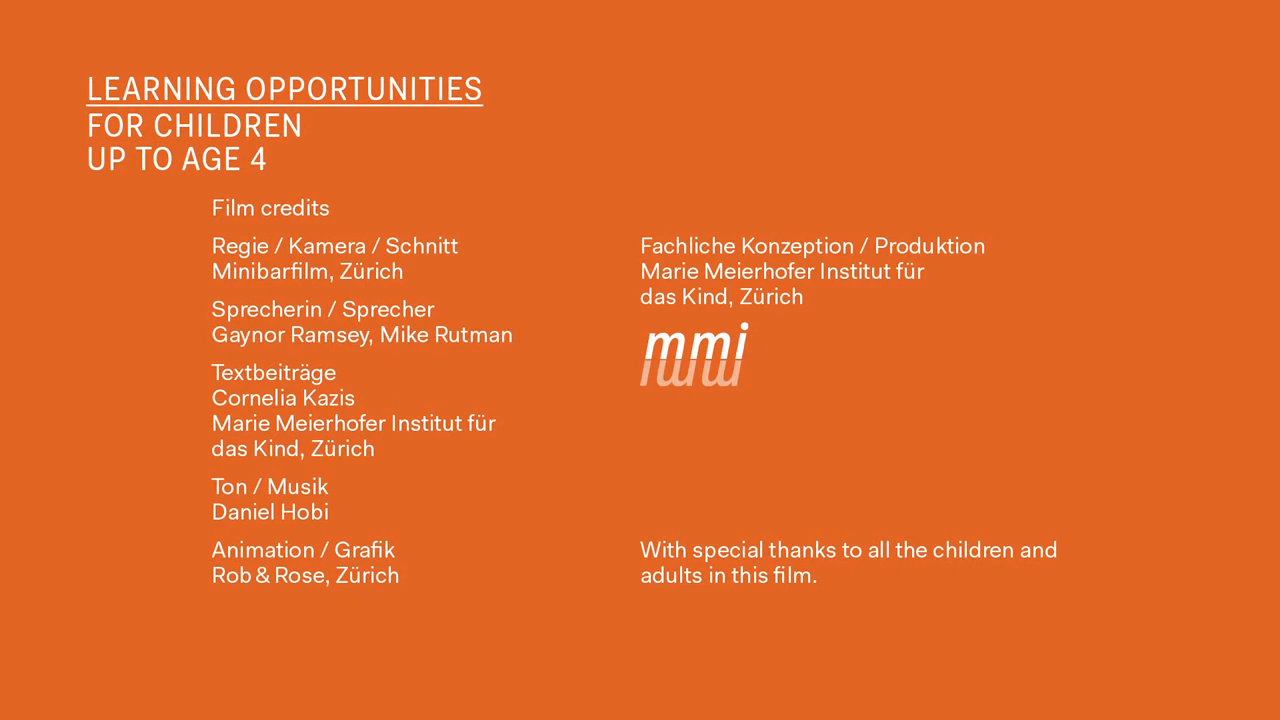 LEARNING OPPORTUNITIES
FOR CHILDREN
UP TO AGE 4
Film credits
Regie / Kamera / Schnitt
Minibarfilm, Zürich
Sprecherin / Sprecher
Gaynor Ramsey, Mike Rutman
Textbeiträge
Cornelia Kazis
Marie Meierhofer Institut für
das Kind, Zürich
Ton / Musik
Daniel Hobi
Animation / Grafik
Rob & Rose, Zürich
Fachliche Konzeption / Produktion
Marie Meierhofer Institut für
das Kind, Zürich
mmi
With special thanks to all the children and
adults in this film.